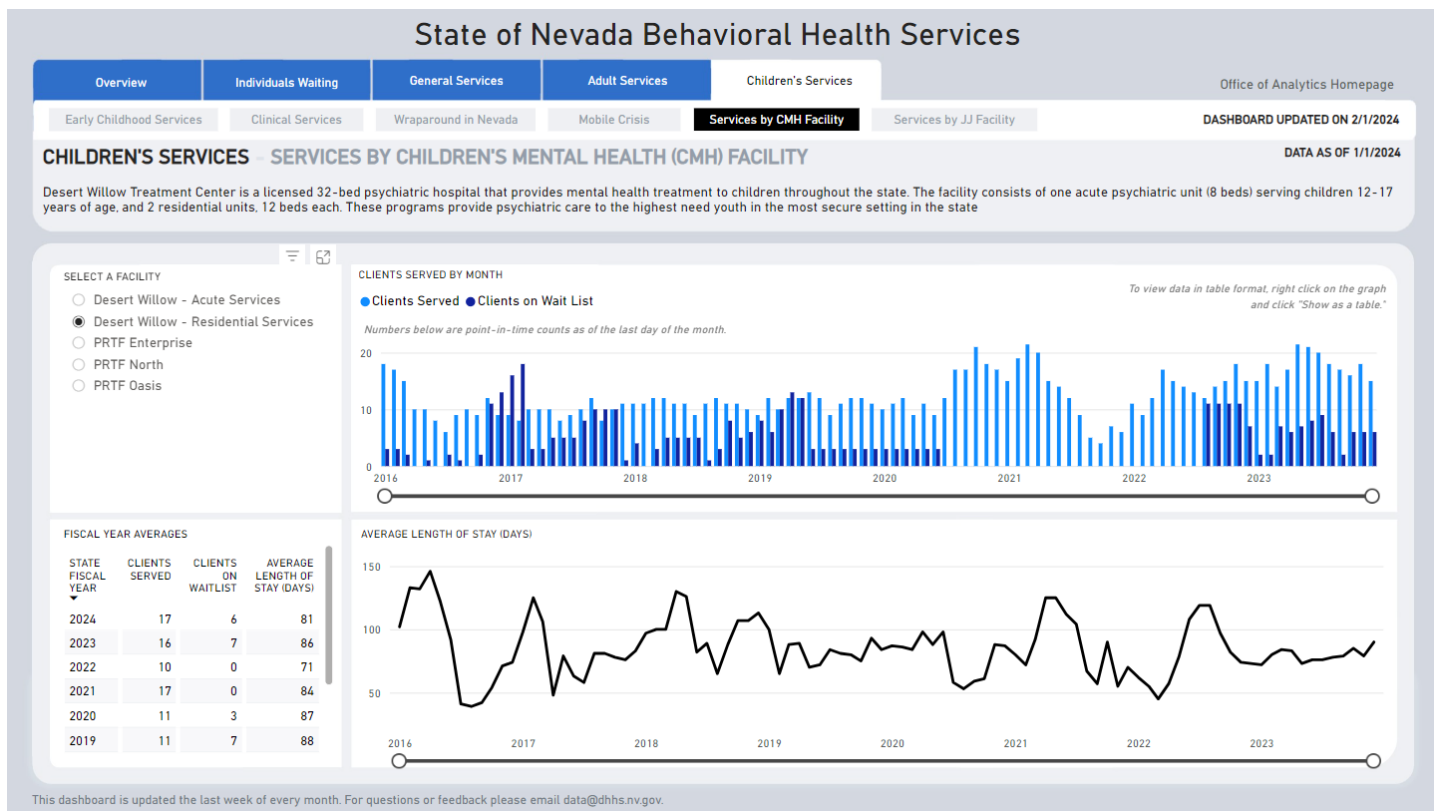 State of Nevada Behavioral Health Services
Overview
Individuals Waiting
General Services
Adult Services
Children's Services
Office of Analytics Homepage
Early Childhood Services
Clinical Services
Wraparound in Nevada
Mobile Crisis
Services by CMH Facility
Services by JJ Facility
DASHBOARD UPDATED ON 2/1/2024
CHILDREN'S SERVICES - SERVICES BY CHILDREN'S MENTAL HEALTH (CMH) FACILITY
DATA AS OF 1/1/2024
Desert Willow Treatment Center is a licensed 32-bed psychiatric hospital that provides mental health treatment to children throughout the state. The facility consists of one acute psychiatric unit (8 beds) serving children 12-17
years of age, and 2 residential units, 12 beds each. These programs provide psychiatric care to the highest need youth in the most secure setting in the state
SELECT A FACILITY
Desert Willow - Acute Services
Desert Willow - Residential Services
PRTF Enterprise
PRTF North
PRTF Oasis
CLIENTS SERVED BY MONTH
Clients Served Clients on Wait List
To view data in table format, right click on the graph
and click "Show as a table."
Numbers below are point-in-time counts as of the last day of the month.
20
10
0
2016 2017 2018 2019 2020 2021 2022 2023
FISCAL YEAR AVERAGES
STATE FISCAL YEAR CLIENTS SERVED CLIENTS ON WAITLIST AVERAGE LENGTH OF STAY (DAYS)
2024 17 6 81
2023 16 7 86
2022 10 0 71
2021 17 0 84
2020 11 3 87
2019 11 7 88
AVERAGE LENGTH OF STAY (DAYS)
150
100
50
2016 2017 2018 2019 2020 2021 2022 2023
This dashboard is updated the last week of every month. For questions or feedback please email data@dhhs.nv.gov.